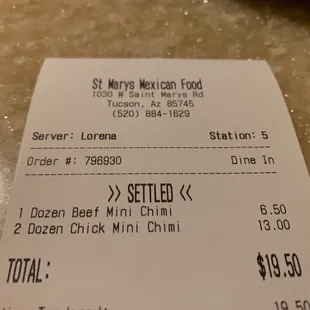 St Marys Mexican Food
1030 W Saint Marys Rd
Tucson, Az 85745
(520) 884-1629
Server: Lorena Station: 5
Order #: 796930 Dine In
>> SETTLED <<
1 Dozen Beef Mini Chimi 6.50
2 Dozen Chick Mini Chimi 13.00
TOTAL: $19.50
19.50